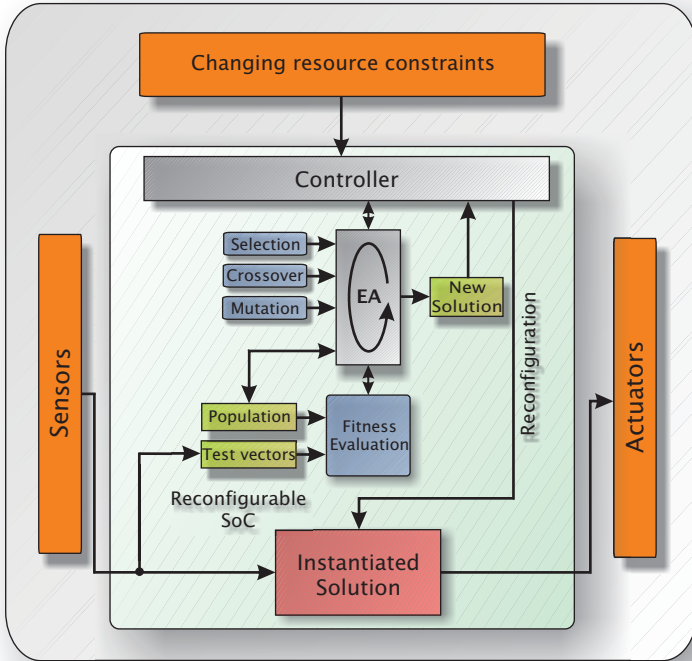 Changing resource constraints
Controller
Selection
Crossover
Mutation
EA
New
Solution
Reconfiguration
Sensors
Actuators
Population
Test vectors
Fitness
Evaluation
Reconfigurable
SoC
Instantiated
Solution